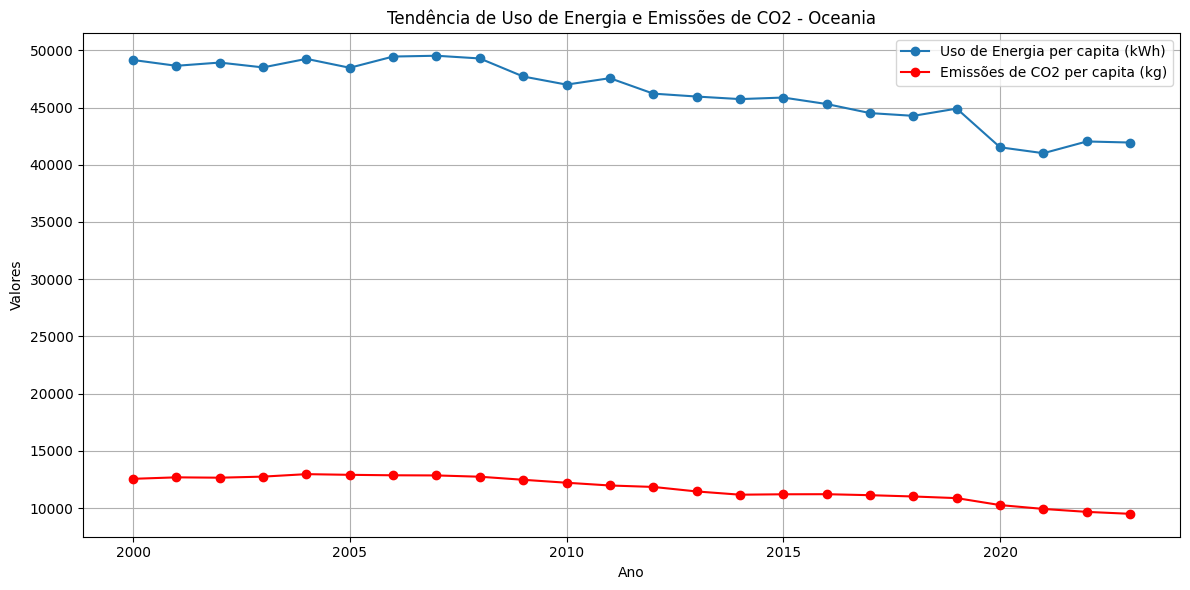 Tendência de Uso de Energia e Emissões de CO2 - Oceania
Uso de Energia per capita (kWh)
Emissões de CO2 per capita (kg)
Valores
50000
45000
40000
35000
30000
25000
20000
15000
10000
2000
2005
2010
2015
2020
Ano